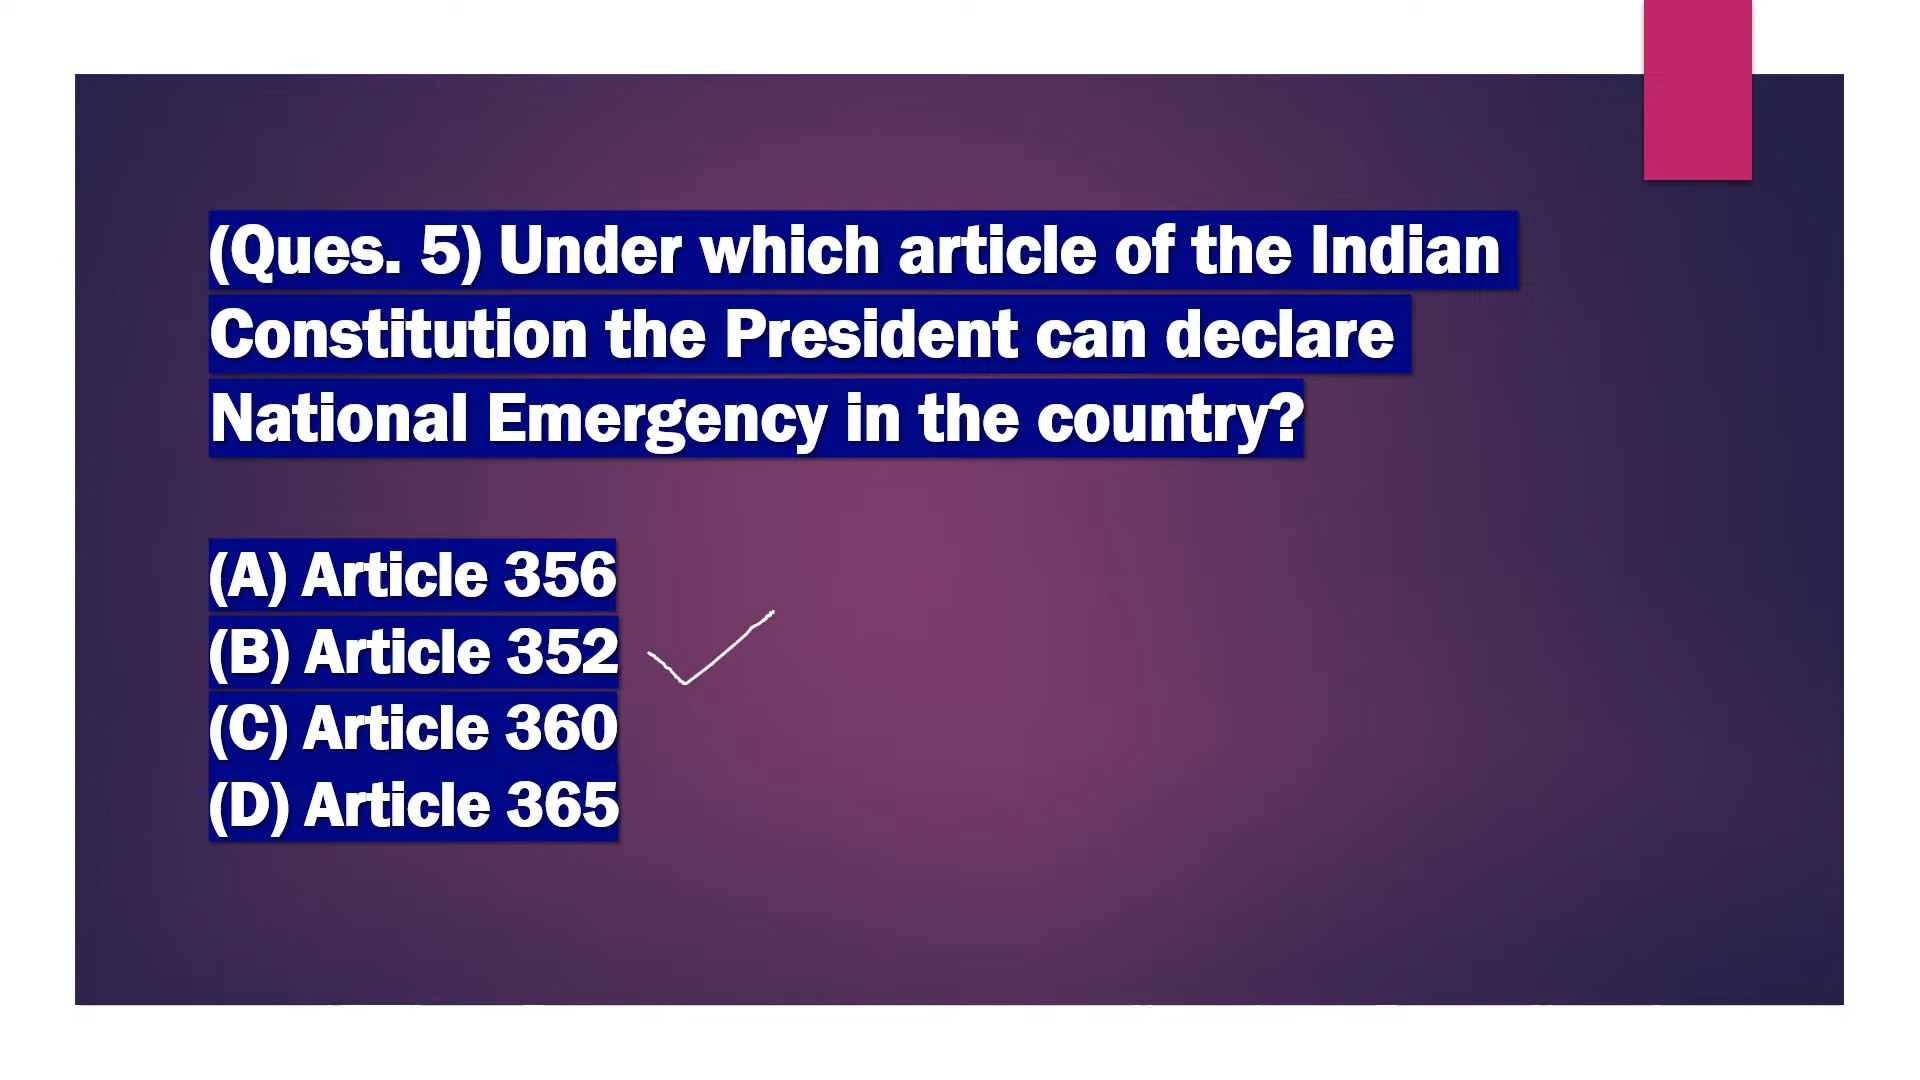 (Ques. 5) Under which article of the Indian
Constitution the President can declare
National Emergency in the country?
(A) Article 356
(B) Article 352
(C) Article 360
(D) Article 365